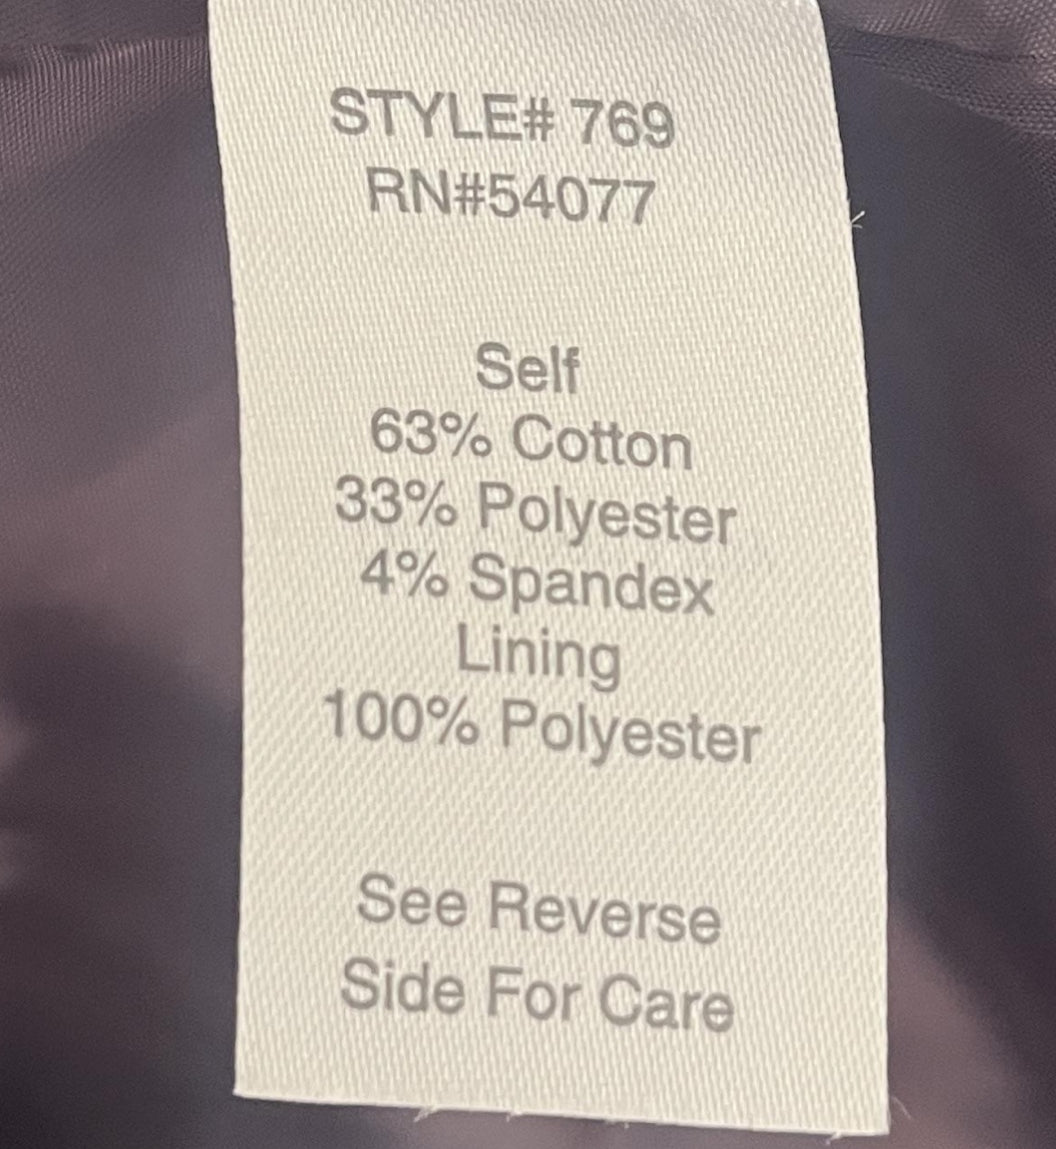 STYLE# 769
RN#54077
Self
63% Cotton
33% Polyester
4% Spandex
Lining
100% Polyester
See Reverse
Side For Care